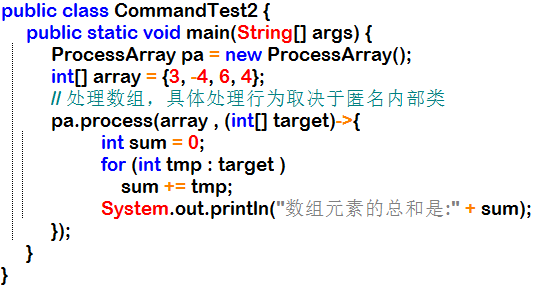 public class CommandTest2 {
public static void main(String[] args) {
ProcessArray pa = new ProcessArray();
int[] array = {3, -4, 6, 4};
// 处理数组，具体处理行为取决于匿名内部类
pa.process(array , (int[] target)->{
int sum = 0;
for (int tmp : target )
sum += tmp;
System.out.println("数组元素的总和是:" + sum);
});
}
}